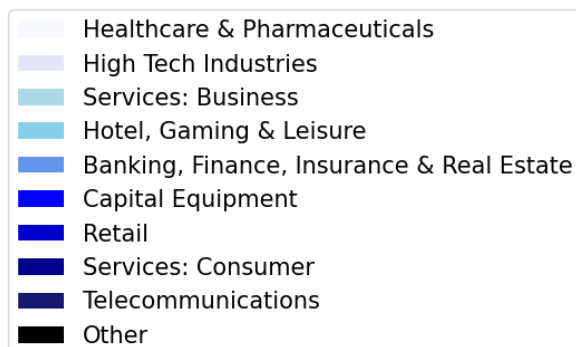 Healthcare & Pharmaceuticals
High Tech Industries
Services: Business
Hotel, Gaming & Leisure
Banking, Finance, Insurance & Real Estate
Capital Equipment
Retail
Services: Consumer
Telecommunications
Other